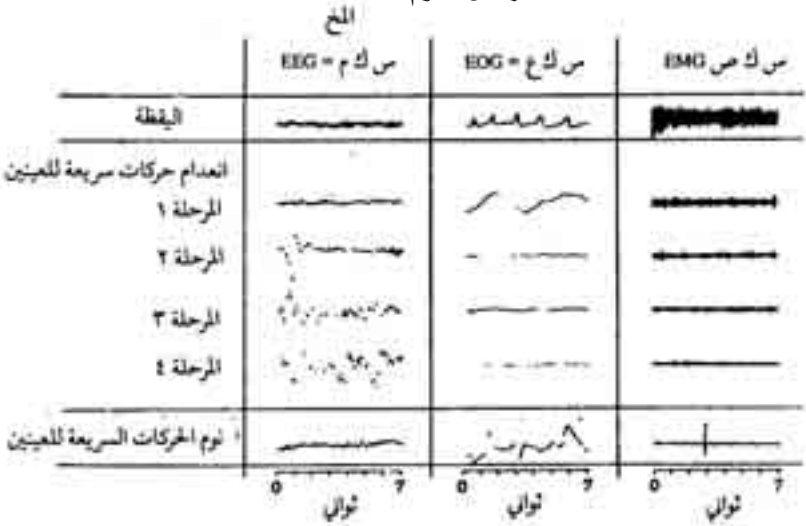 المخ
س ك م = EEG
س ك ع = EOG
س ك ص EMG
اليقظة
انعدام حركات سريعة للعينين
المرحلة ١
المرحلة ٢
المرحلة ٣
المرحلة ٤
نوم الحركات السريعة للعينين
0 7
ثواني
0 7
ثواني
0 7
ثواني